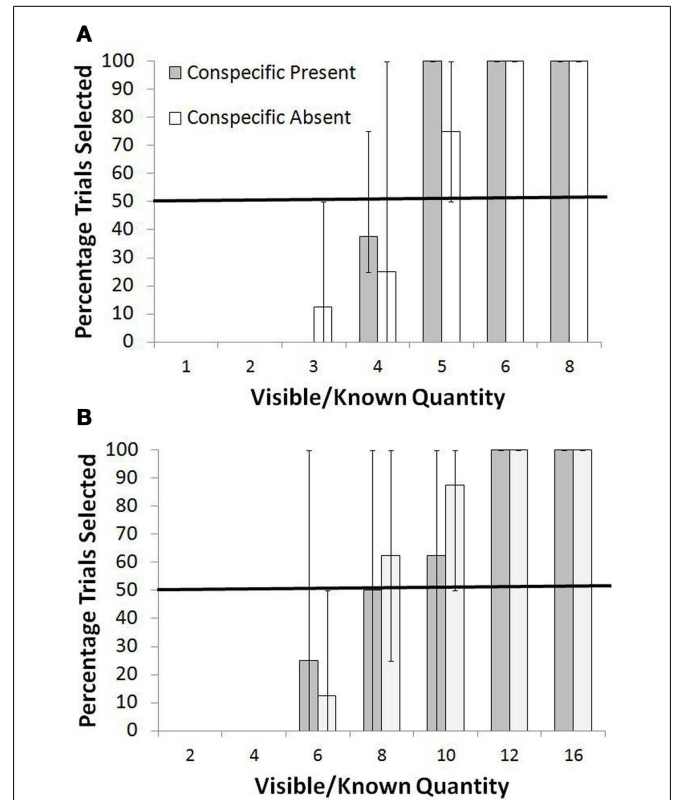 A
Percentage Trials Selected
100
90
80
70
60
50
40
30
20
10
0
Conspecific Present
Conspecific Absent
1 2 3 4 5 6 8
Visible/Known Quantity
B
Percentage Trials Selected
100
90
80
70
60
50
40
30
20
10
0
2 4 6 8 10 12 16
Visible/Known Quantity